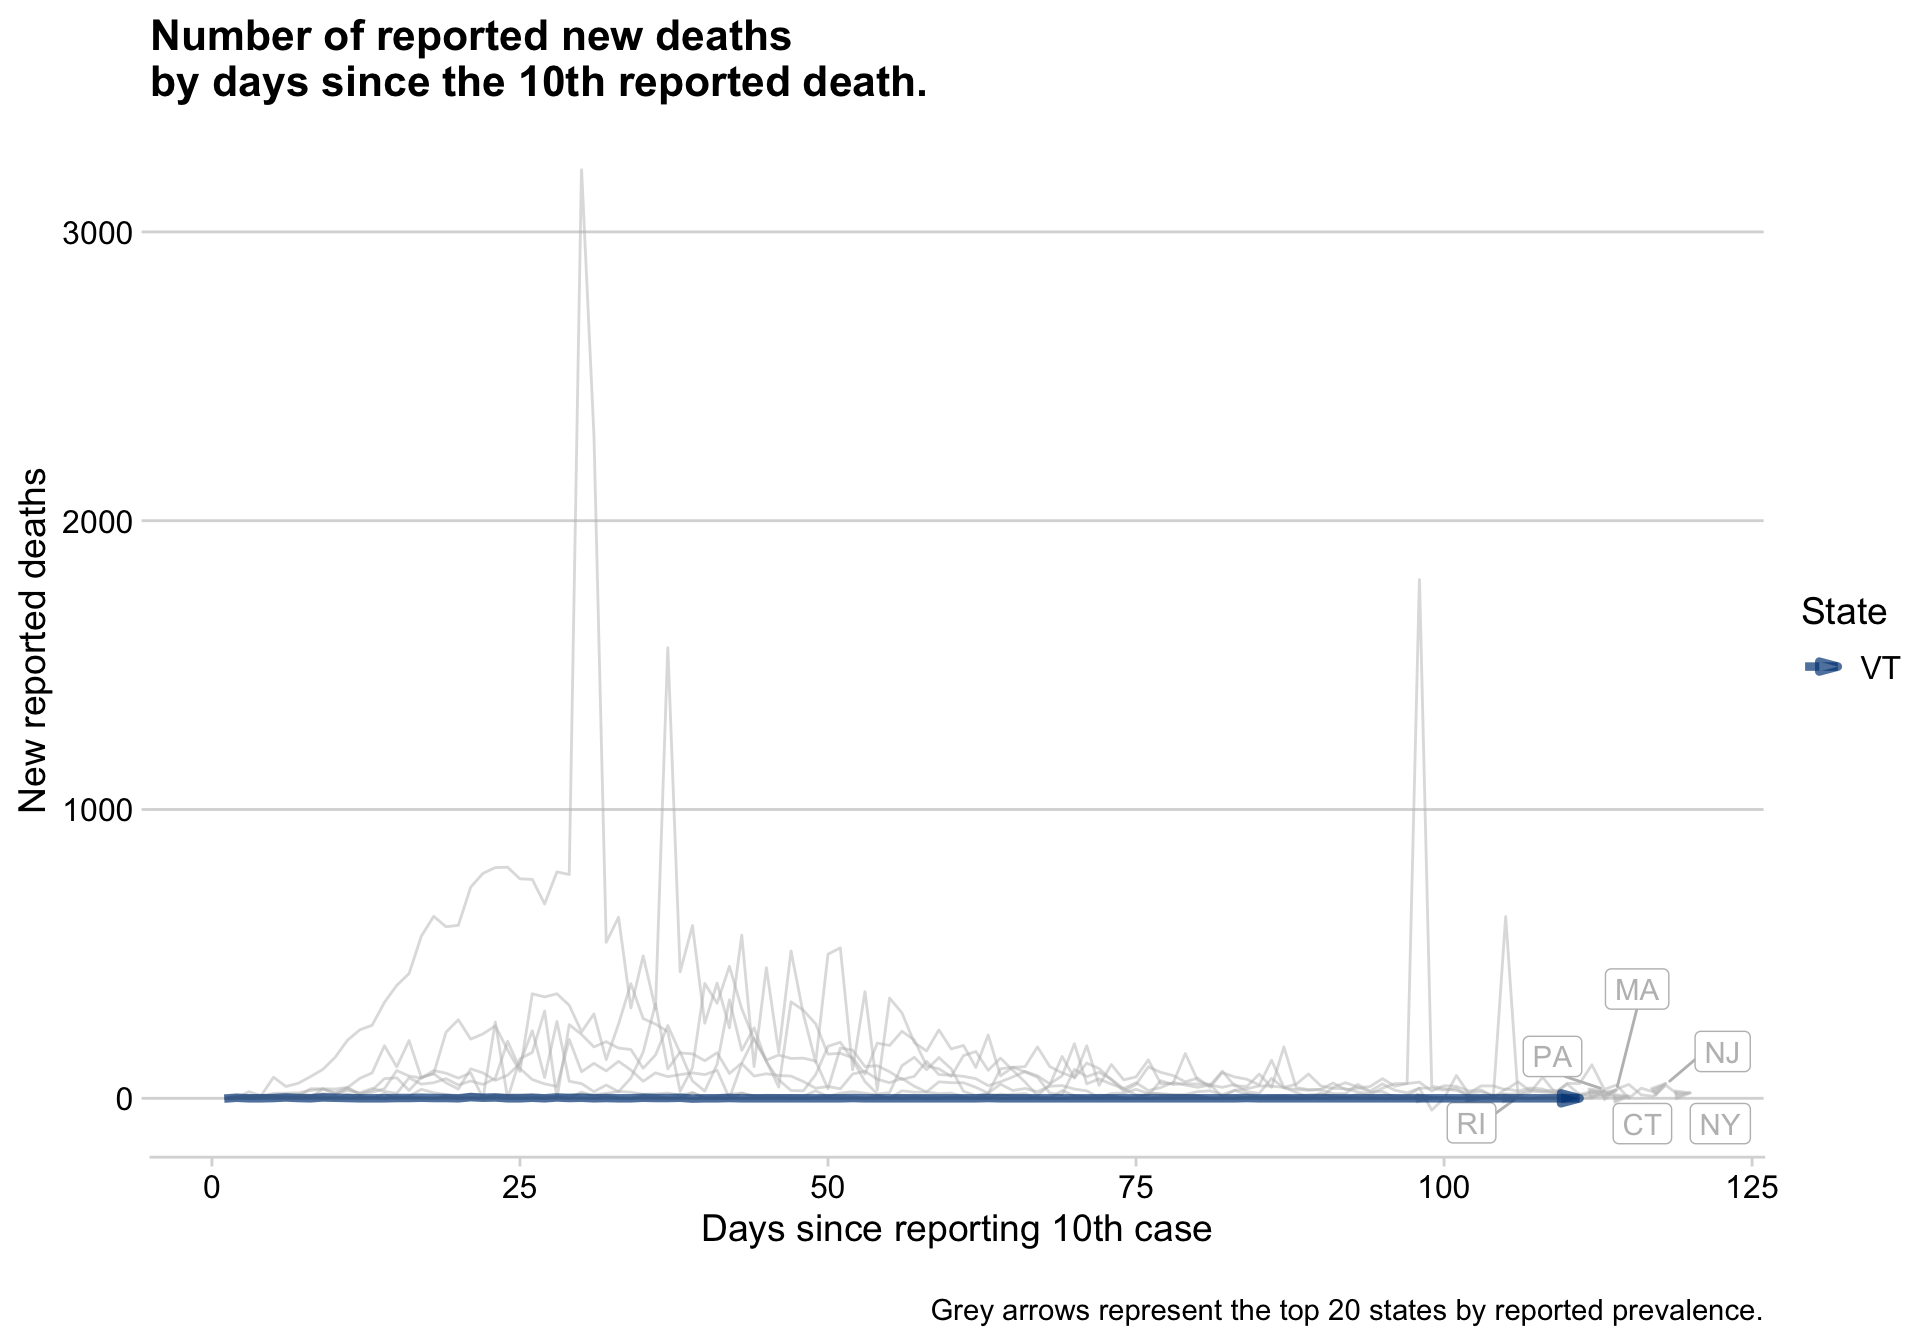 Number of reported new deaths
by days since the 10th reported death.
New reported deaths
3000
2000
1000
0
MA
PA
NJ
RI
CT
NY
0
25
50
75
100
125
Days since reporting 10th case
State
VT
Grey arrows represent the top 20 states by reported prevalence.